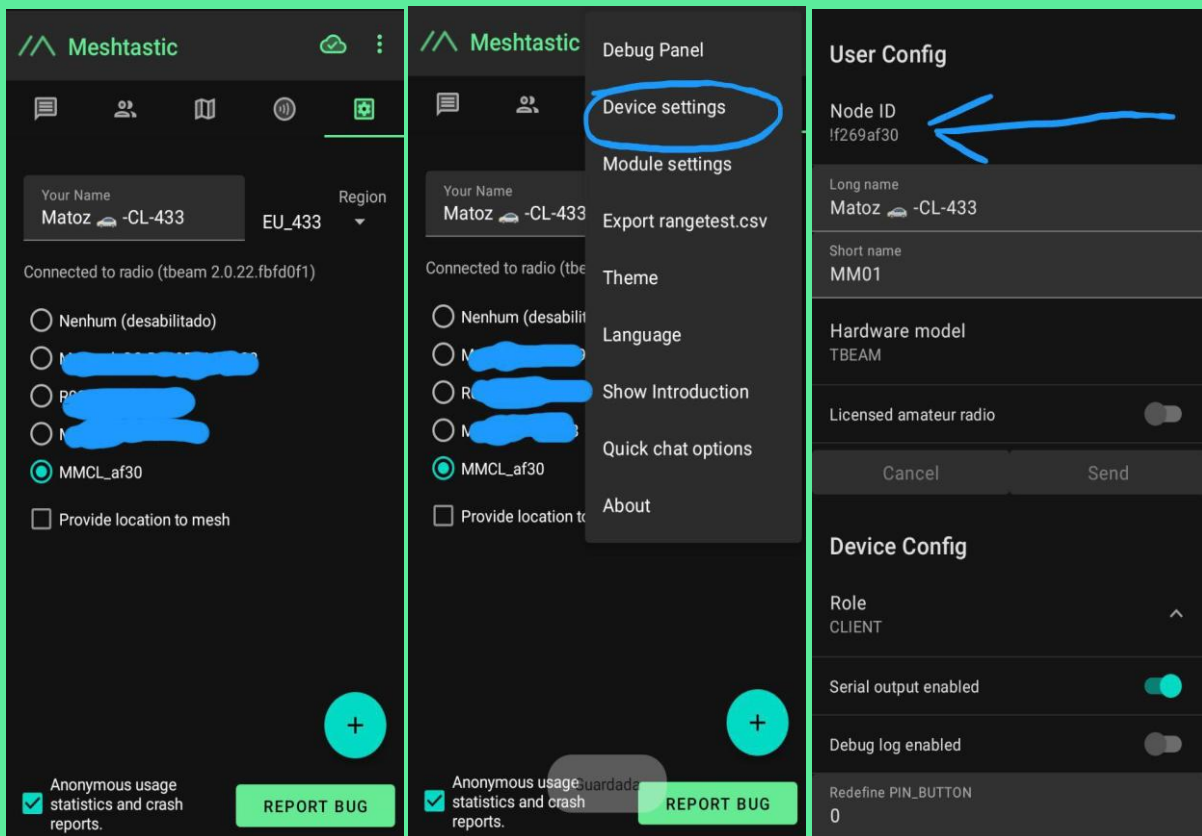 Meshtastic
Your Name
Matoz 🚗 -CL-433
Region
EU_433
Connected to radio (tbeam 2.0.22.fbfd0f1)
Nenhum (desabilitado)
MMCL_af30
Provide location to mesh
Anonymous usage
statistics and crash
reports.
REPORT BUG
Meshtastic
Your Name
Matoz 🚗 -CL-433
Connected to radio (tbe
Nenhum (desabilit
MMCL_af30
Provide location to
Debug Panel
Device settings
Module settings
Export rangetest.csv
Theme
Language
Show Introduction
Quick chat options
About
Guardada
Anonymous usage
statistics and crash
reports.
REPORT BUG
User Config
Node ID
!f269af30
Long name
Matoz 🚗 -CL-433
Short name
MM01
Hardware model
TBEAM
Licensed amateur radio
Cancel
Send
Device Config
Role
CLIENT
Serial output enabled
Debug log enabled
Redefine PIN_BUTTON
0